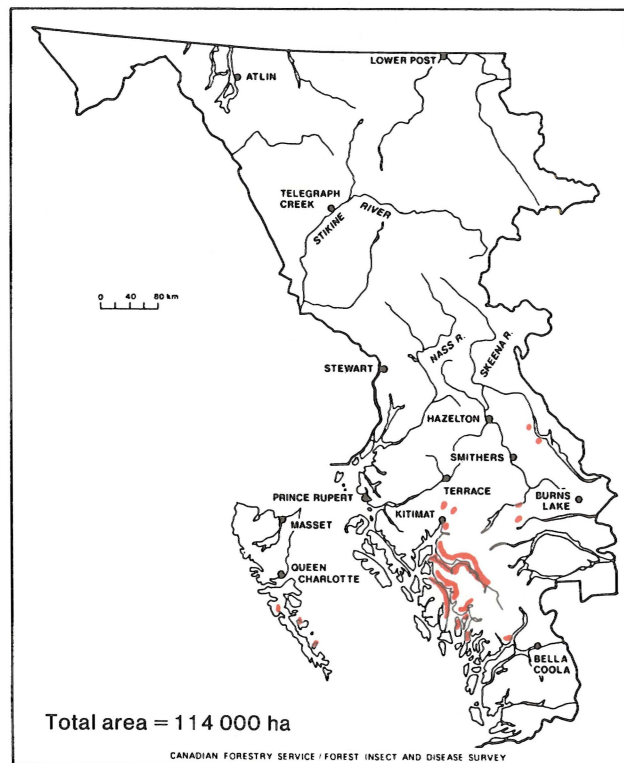 LOWER POST
ATLIN
TELEGRAPH
CREEK
STIKINE RIVER
0 40 80 km
NASS R.
SKEENA R.
STEWART
HAZELTON
SMITHERS
PRINCE RUPERT
TERRACE
BURNS
LAKE
KITIMAT
MASSET
QUEEN
CHARLOTTE
BELLA
COOLA
Total area = 114 000 ha
CANADIAN FORESTRY SERVICE / FOREST INSECT AND DISEASE SURVEY